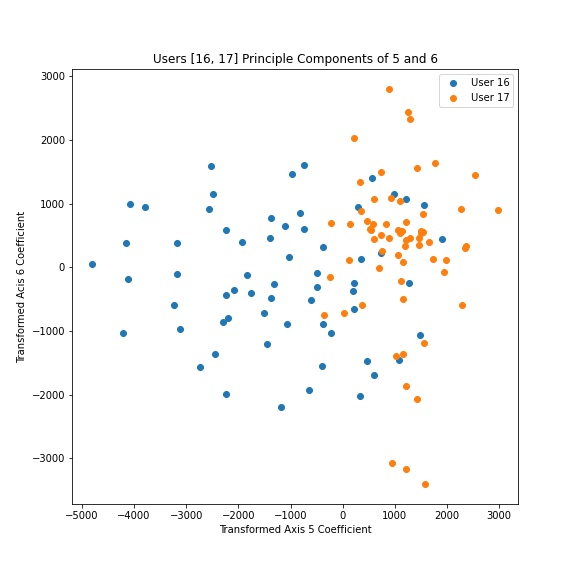 Users [16, 17] Principle Components of 5 and 6
User 16
User 17
Transformed Acis 6 Coefficient
3000
2000
1000
0
−1000
−2000
−3000
−5000 −4000 −3000 −2000 −1000 0 1000 2000 3000
Transformed Axis 5 Coefficient